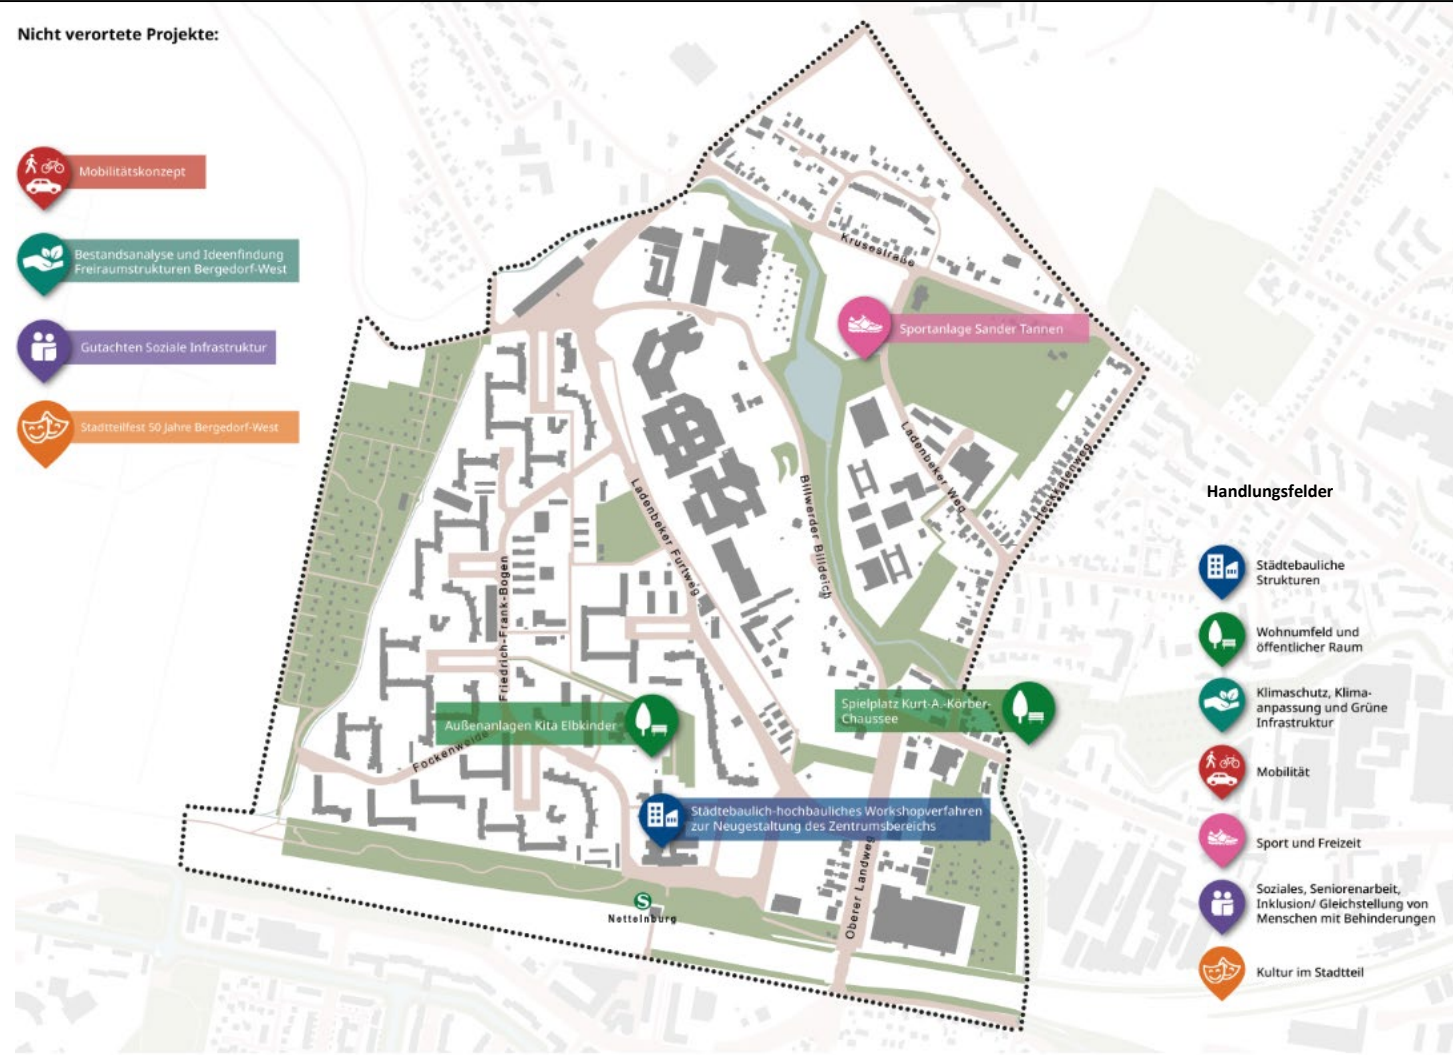 Nicht verortete Projekte:
Mobilitätskonzept
Bestandsanalyse und Ideenfindung
Freiraumstrukturen Bergedorf-West
Gutachten Soziale Infrastruktur
Stadtteilfest 50 Jahre Bergedorf-West
Krusestraße
Sportanlage Sander Tannen
Ladenbeker Weg
Heckkatenweg
Billwerder Billdeich
Ladenbeker Furtweg
Friedrich-Frank-Bogen
Spielplatz Kurt-A.-Körber-
Chaussee
Außenanlagen Kita Elbkinder
Fockenweide
Städtebaulich-hochbauliches Workshopverfahren
zur Neugestaltung des Zentrumsbereichs
Oberer Landweg
S
Nettelnburg
Handlungsfelder
Städtebauliche
Strukturen
Wohnumfeld und
öffentlicher Raum
Klimaschutz, Klima-
anpassung und Grüne
Infrastruktur
Mobilität
Sport und Freizeit
Soziales, Seniorenarbeit,
Inklusion/ Gleichstellung von
Menschen mit Behinderungen
Kultur im Stadtteil